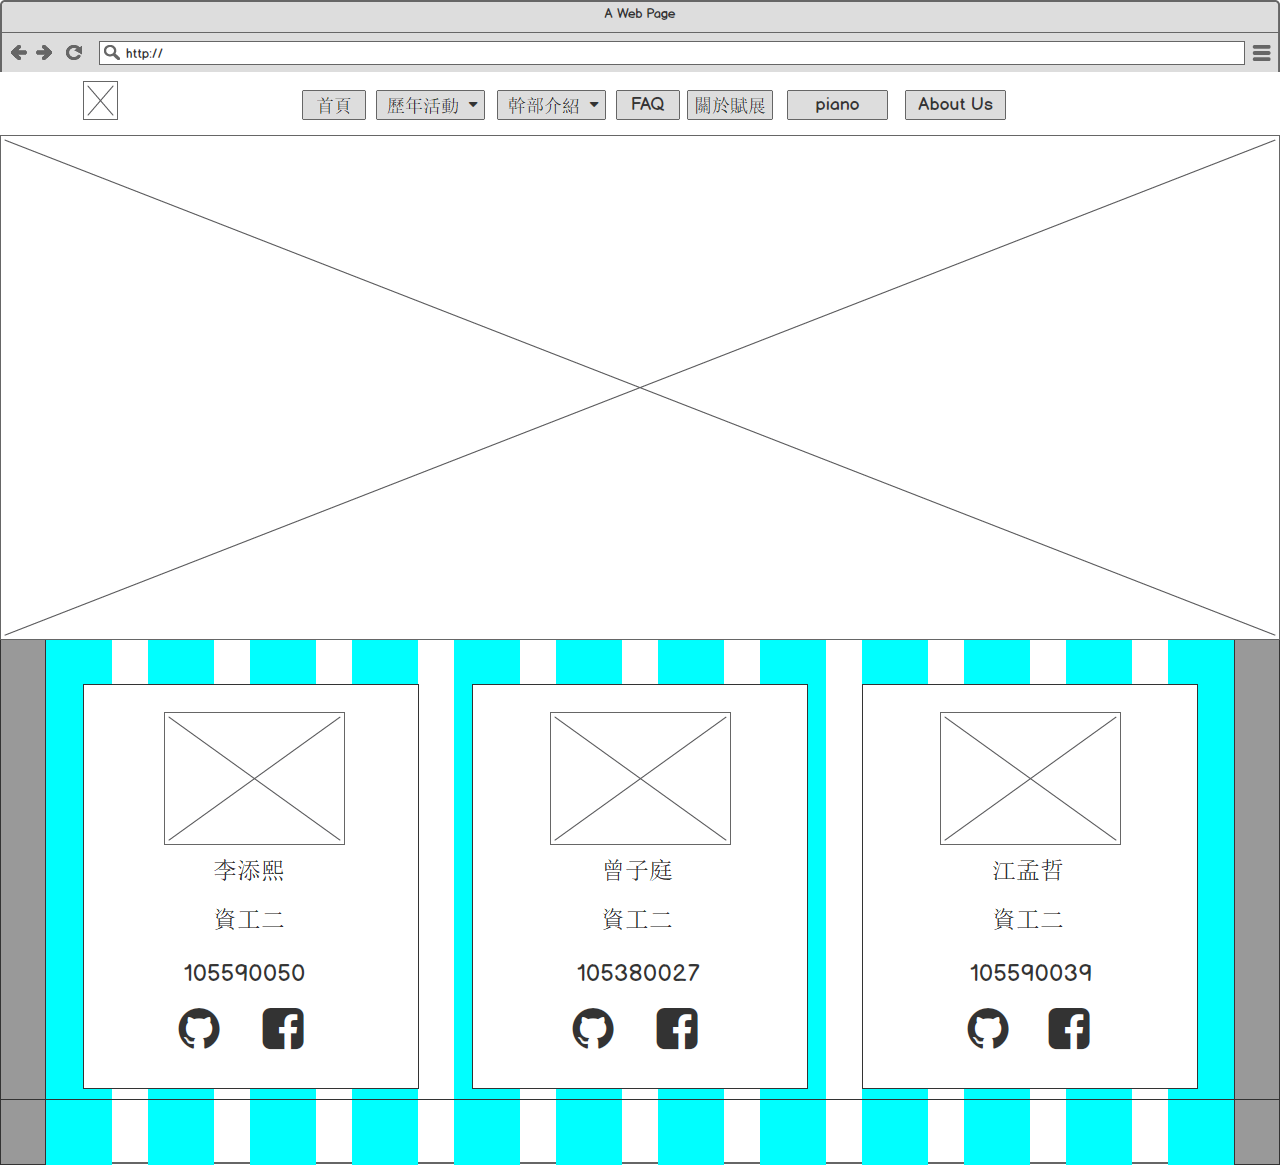 A Web Page
http://
首頁 歷年活動 幹部介紹 FAQ 關於賦展 piano About Us
李添熙 曾子庭 江孟哲
資工二 資工二 資工二
105590050 105380027 105590039